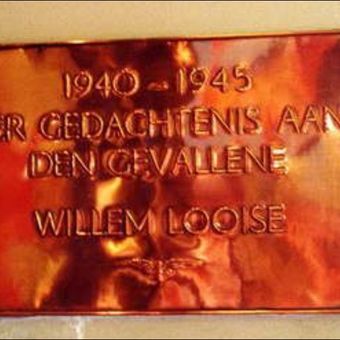 1940-1945
ER GEDACHTENIS AAN
DEN GEVALLENE
WILLEM LOOISE